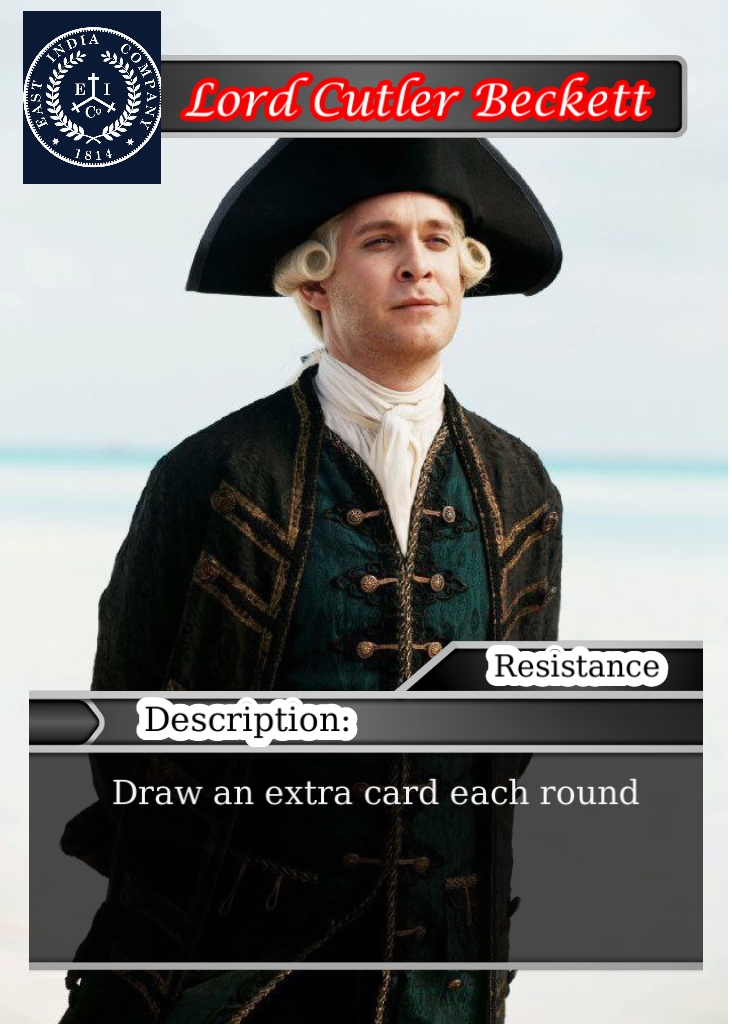 EAST INDIA COMPANY
E I
Co
1814
Lord Cutler Beckett
Resistance
Description:
Draw an extra card each round